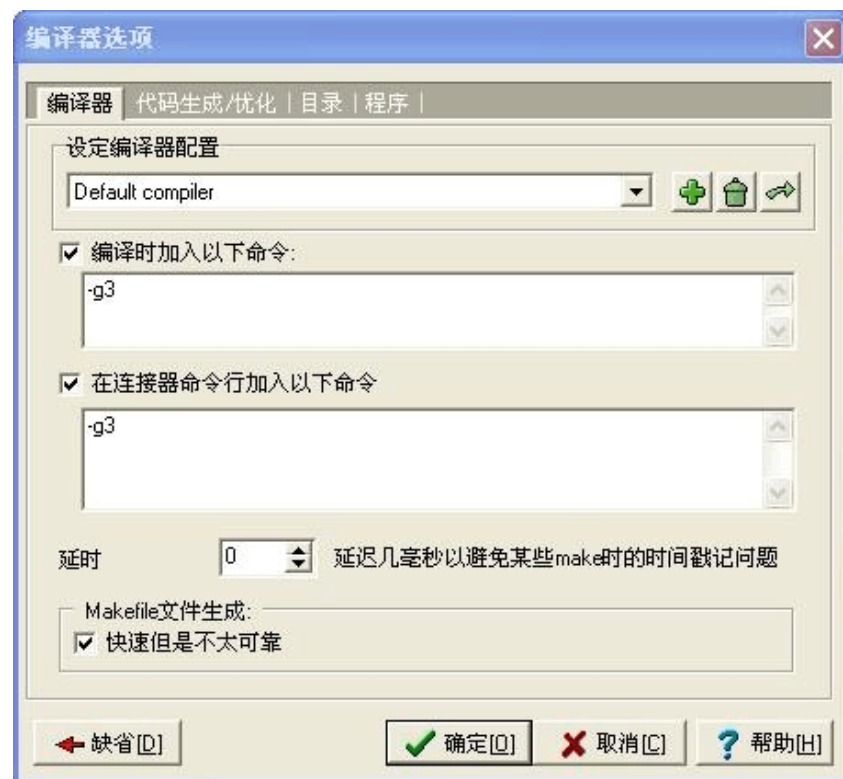 编译器选项
编译器 代码生成/优化 | 目录 | 程序 |
设定编译器配置
Default compiler
编译时加入以下命令:
-g3
在连接器命令行加入以下命令
-g3
延时 0 延迟几毫秒以避免某些make时的时间戳记问题
Makefile文件生成:
快速但是不太可靠
缺省[D] 确定[O] 取消[C] 帮助[H]